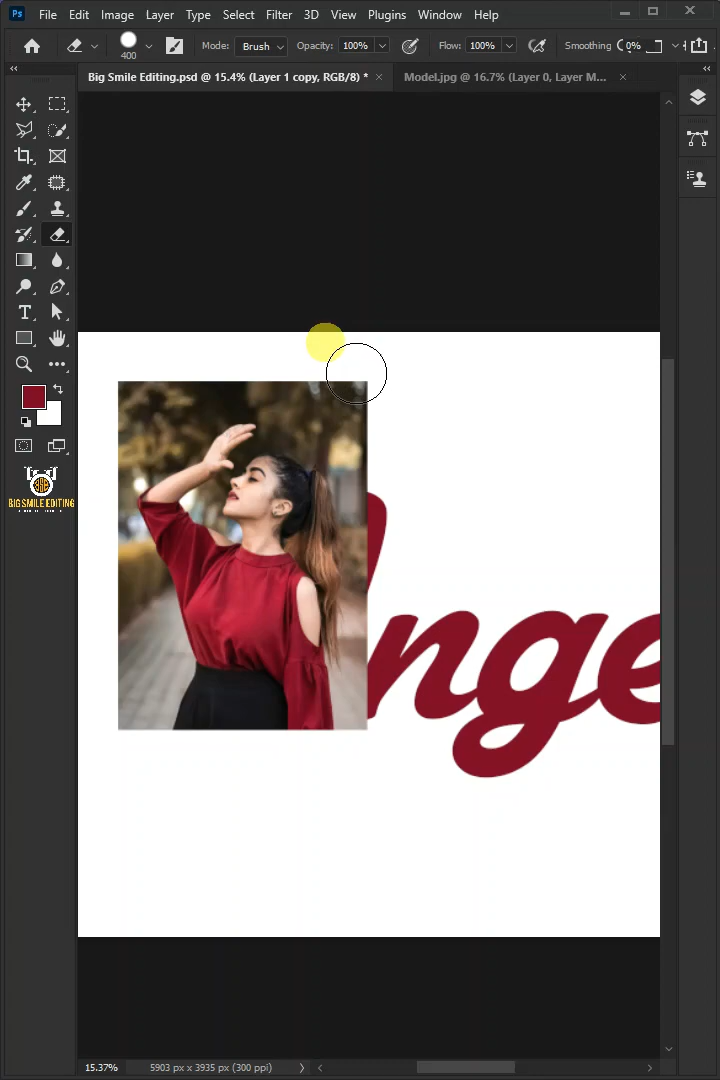 Ps File Edit Image Layer Type Select Filter 3D View Plugins Window Help
400 Mode: Brush Opacity: 100% Flow: 100% Smoothing 0%
Big Smile Editing.psd @ 15.4% (Layer 1 copy, RGB/8) * Model.jpg @ 16.7% (Layer 0, Layer M...
BIG SMILE EDITING
nge
15.37% 5903 px x 3935 px (300 ppi)